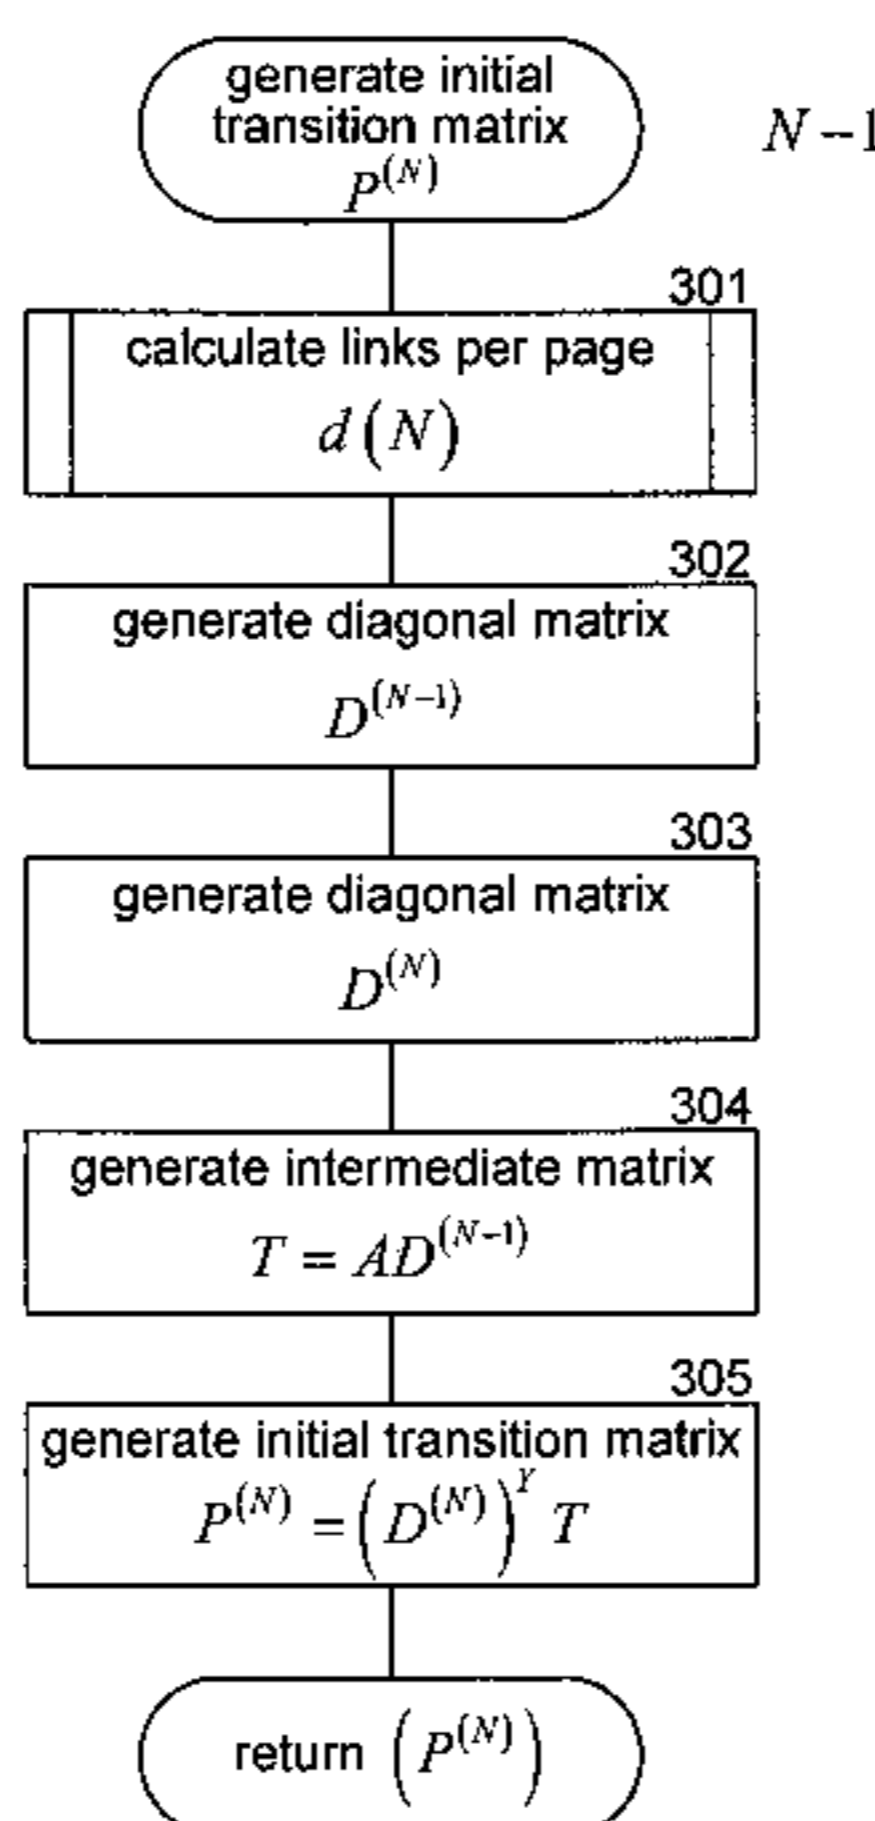 generate initial
transition matrix
P^(N)
N-1
301
calculate links per page
d(N)
302
generate diagonal matrix
D^(N-1)
303
generate diagonal matrix
D^(N)
304
generate intermediate matrix
T = AD^(N-1)
305
generate initial transition matrix
P^(N) = (D^(N))^Y T
return (P^(N))